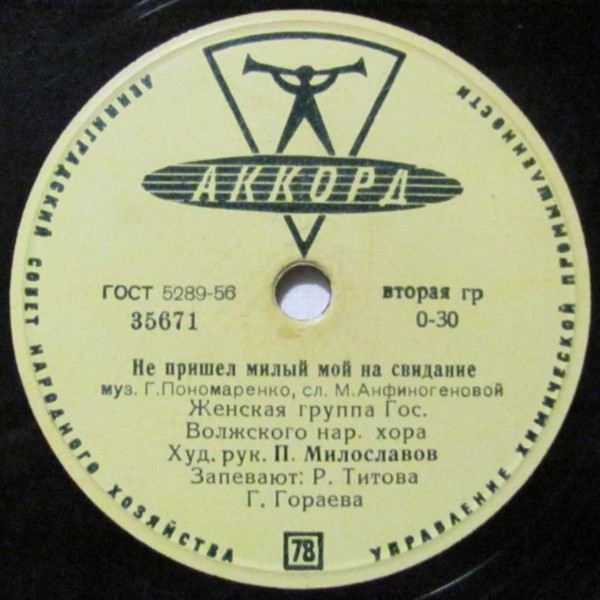 ЛЕНИНГРАДСКИЙ СОВЕТ НАРОДНОГО ХОЗЯЙСТВА
УПРАВЛЕНИЕ ХИМИЧЕСКОЙ ПРОМЫШЛЕННОСТИ
АККОРД
ГОСТ 5289-56 вторая гр
35671 0-30
Не пришел милый мой на свидание
муз. Г. Пономаренко, сл. М. Анфиногеновой
Женская группа Гос.
Волжского нар. хора
Худ. рук. П. Милославов
Запевают: Р. Титова
Г. Гораева
78